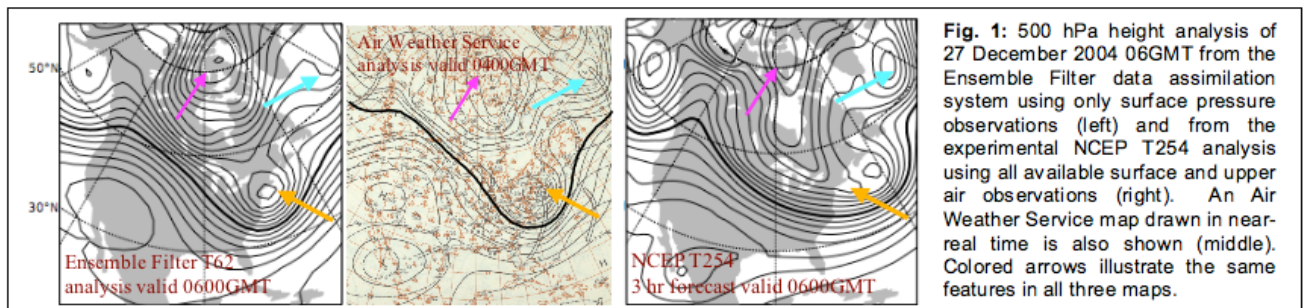 50°N
30°N
Ensemble Filter T62
analysis valid 0600GMT
Air Weather Service
analysis valid 0400GMT
NCEP T254
3 hr forecast valid 0600GMT
Fig. 1: 500 hPa height analysis of
27 December 2004 06GMT from the
Ensemble Filter data assimilation
system using only surface pressure
observations (left) and from the
experimental NCEP T254 analysis
using all available surface and upper
air observations (right). An Air
Weather Service map drawn in near-
real time is also shown (middle).
Colored arrows illustrate the same
features in all three maps.